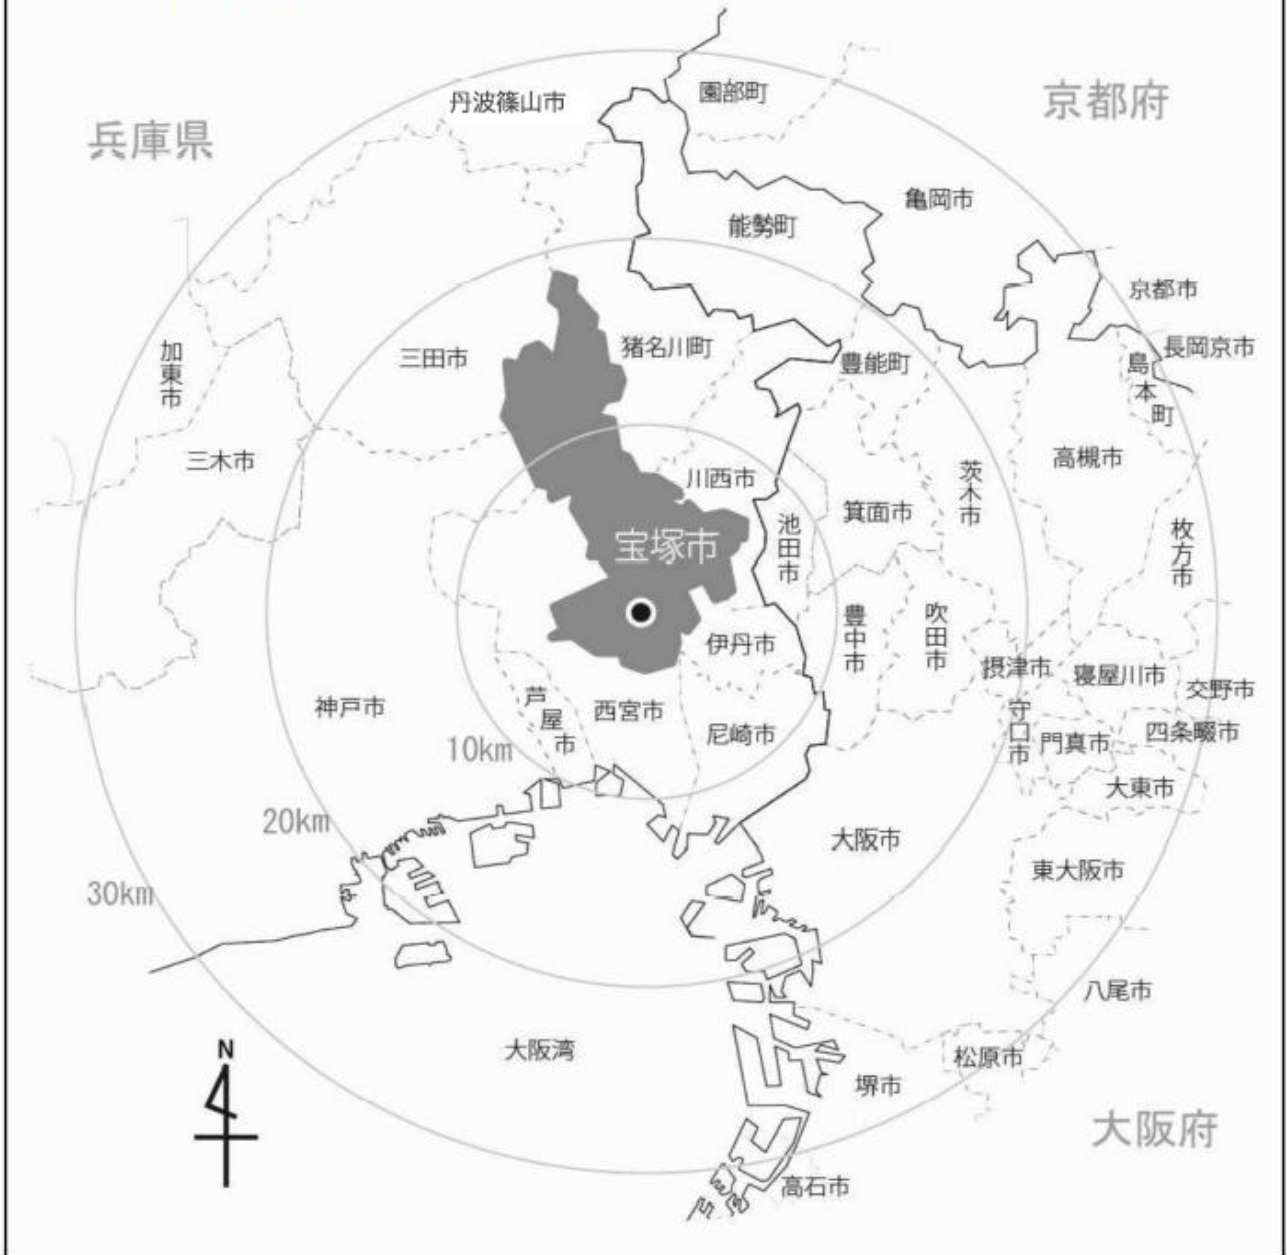 丹波篠山市
園部町
京都府
兵庫県
亀岡市
能勢町
京都市
長岡京市
島本町
猪名川町
三田市
豊能町
加東市
三木市
高槻市
川西市
茨木市
箕面市
池田市
枚方市
宝塚市
伊丹市
豊中市
吹田市
摂津市
寝屋川市
交野市
神戸市
芦屋市
西宮市
尼崎市
守口市
門真市
四条畷市
10km
大東市
20km
大阪市
東大阪市
30km
八尾市
N
大阪湾
松原市
堺市
大阪府
高石市